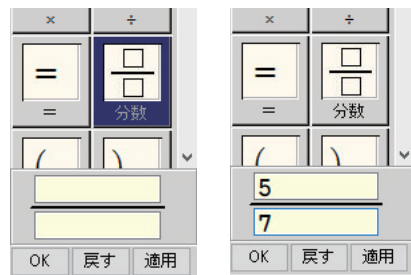 × ÷
= □/□
= 分数
( )
OK 戻す 適用
× ÷
= □/□
= 分数
( )
5
7
OK 戻す 適用